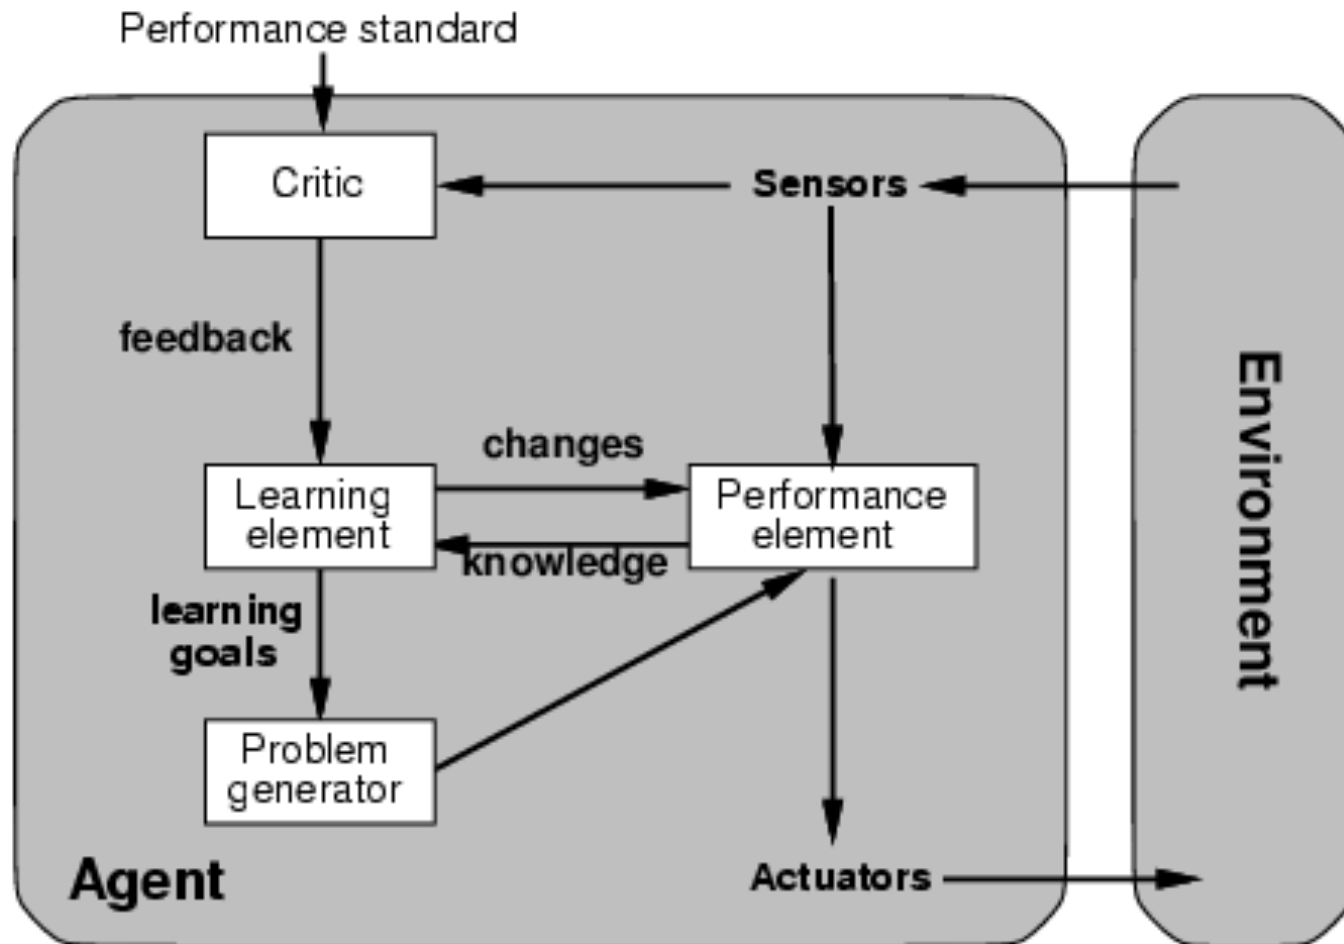 Performance standard
Critic
Sensors
feedback
changes
Learning
element
Performance
element
knowledge
learning
goals
Problem
generator
Agent
Actuators
Environment